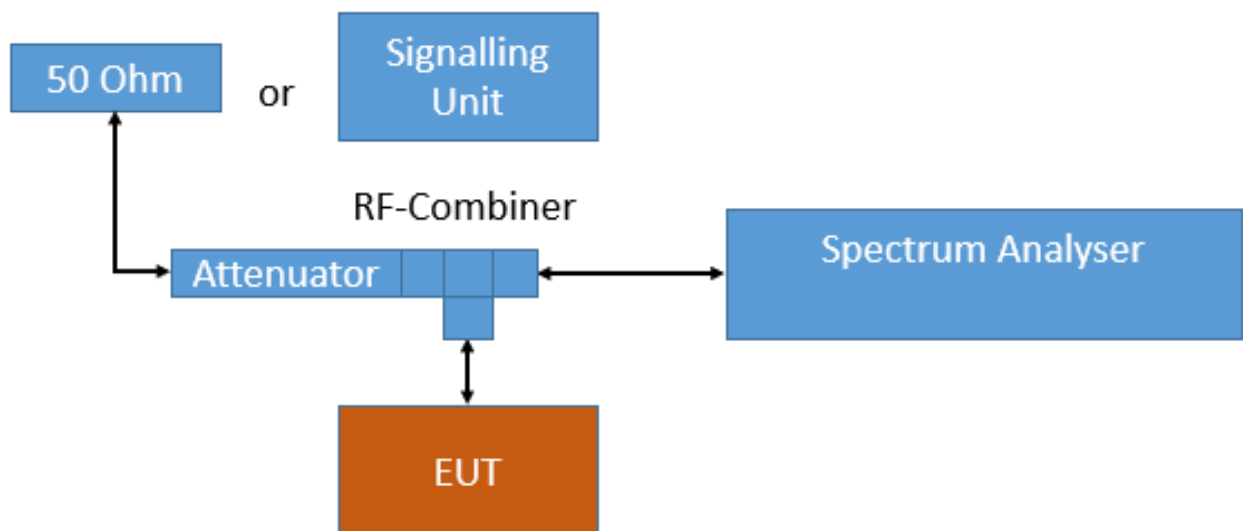 50 Ohm
or
Signalling
Unit
RF-Combiner
Attenuator
Spectrum Analyser
EUT